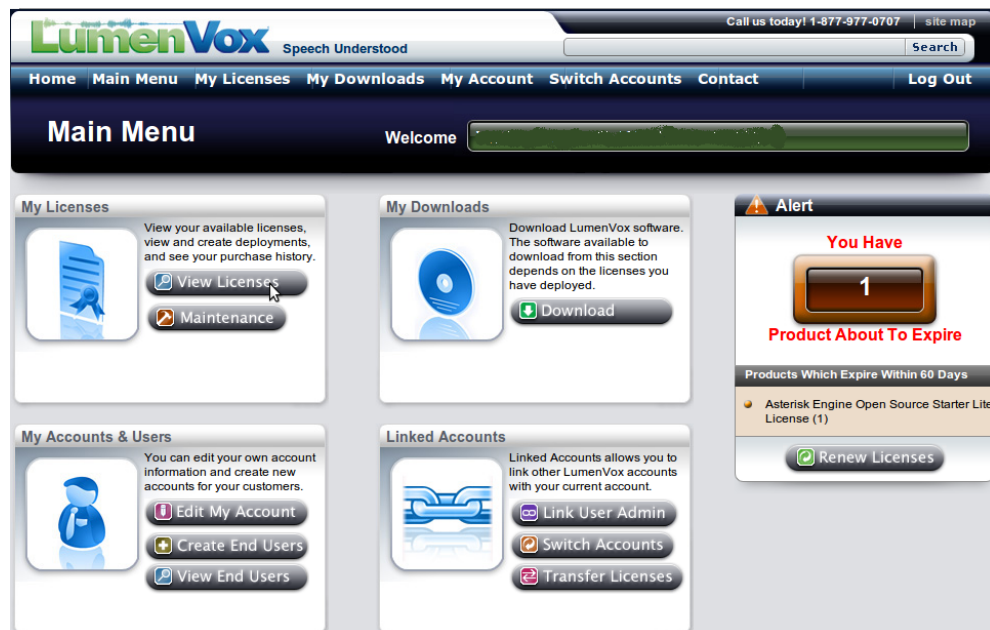 Call us today! 1-877-977-0707 site map
LumenVox Speech Understood
Search
Home Main Menu My Licenses My Downloads My Account Switch Accounts Contact Log Out
Main Menu
Welcome
My Licenses
View your available licenses,
view and create deployments,
and see your purchase history.
View Licenses
Maintenance
My Downloads
Download LumenVox software.
The software available to
download from this section
depends on the licenses you
have deployed.
Download
Alert
You Have
1
Product About To Expire
Products Which Expire Within 60 Days
Asterisk Engine Open Source Starter Lite
License (1)
Renew Licenses
My Accounts & Users
You can edit your own account
information and create new
accounts for your customers.
Edit My Account
Create End Users
View End Users
Linked Accounts
Linked Accounts allows you to
link other LumenVox accounts
with your current account.
Link User Admin
Switch Accounts
Transfer Licenses